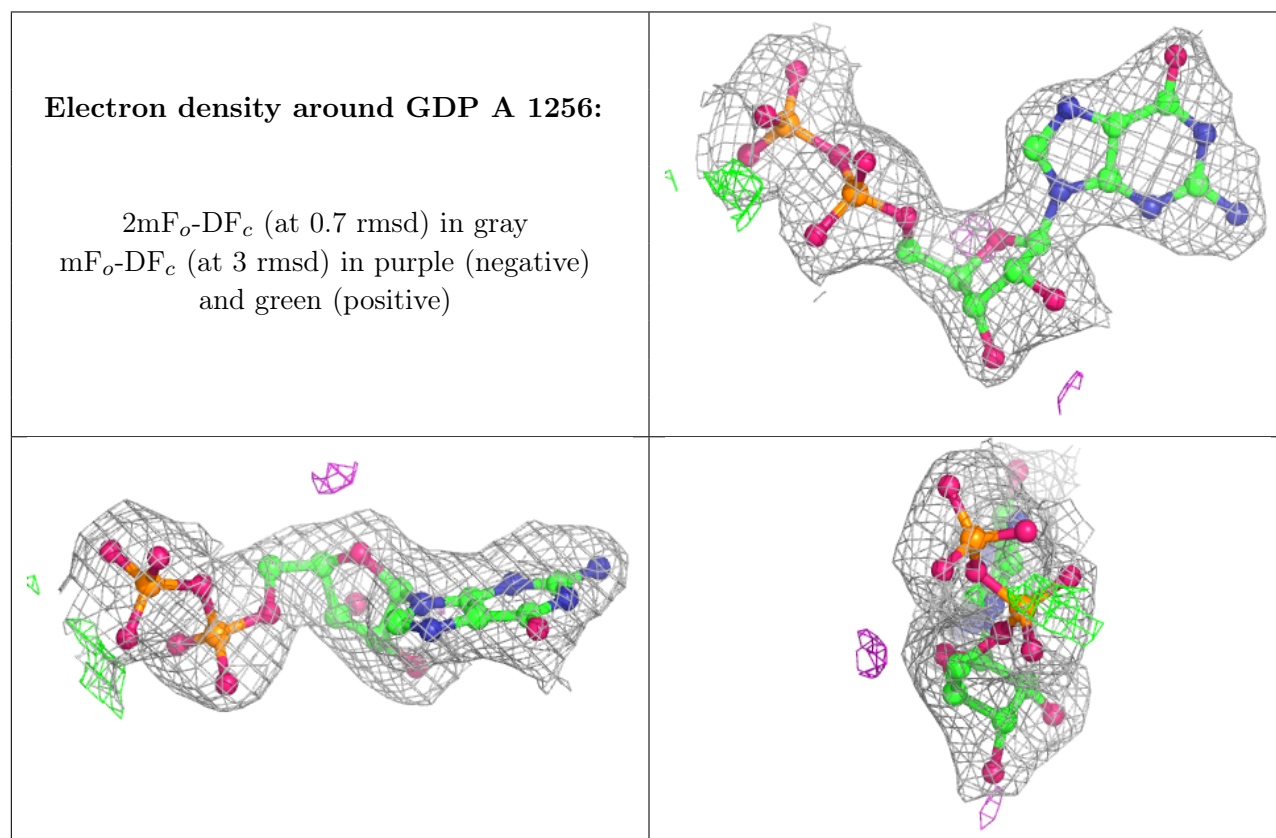 Electron density around GDP A 1256:
2mFo-DFc (at 0.7 rmsd) in gray
mFo-DFc (at 3 rmsd) in purple (negative)
and green (positive)